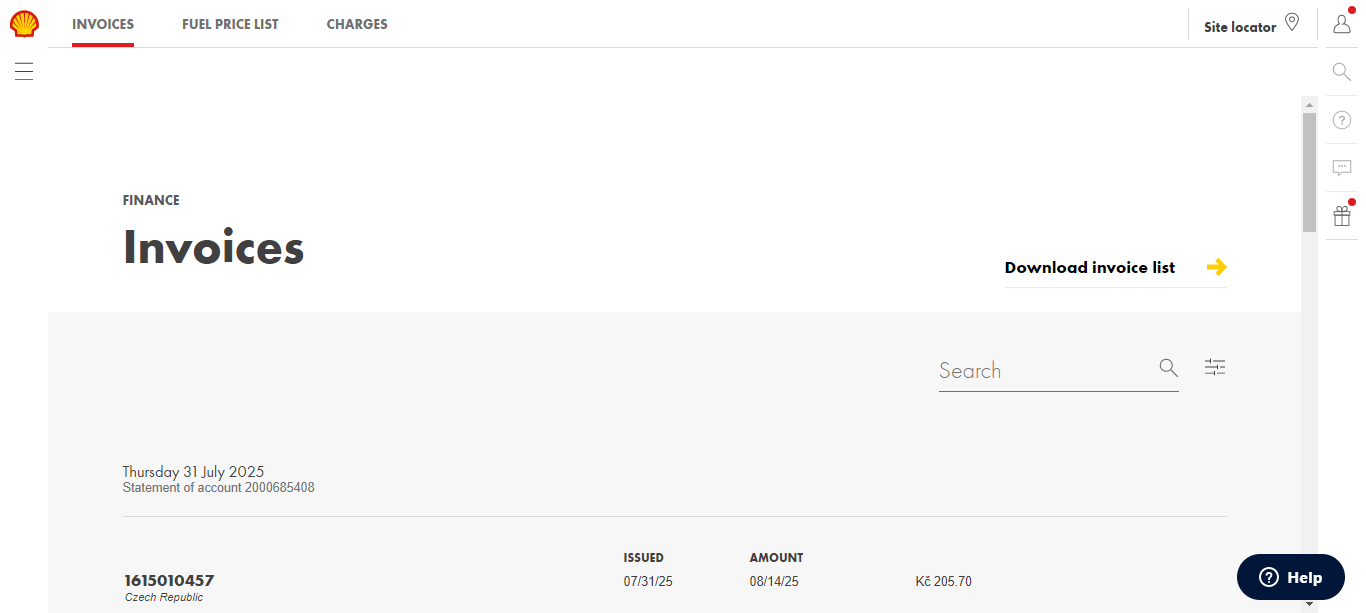 INVOICES
FUEL PRICE LIST
CHARGES
Site locator
FINANCE
Invoices
Download invoice list
Search
Thursday 31 July 2025
Statement of account 2000685408
ISSUED
AMOUNT
1615010457
07/31/25
08/14/25
Kč 205.70
Czech Republic
Help